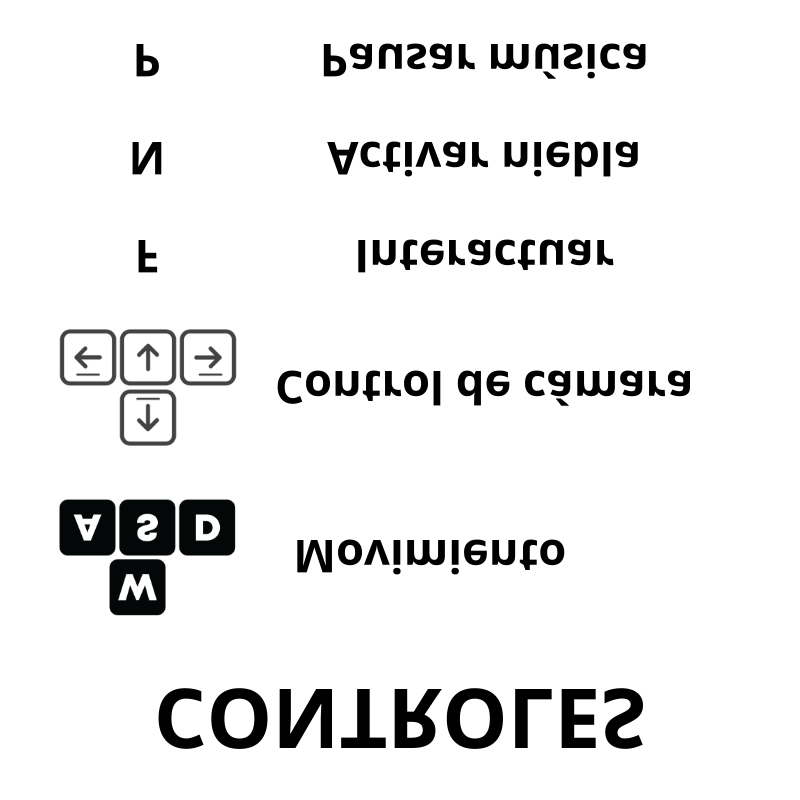 CONTROLES
W
A S D Movimiento
Control de cámara
F Interactuar
N Activar niebla
P Pausar música